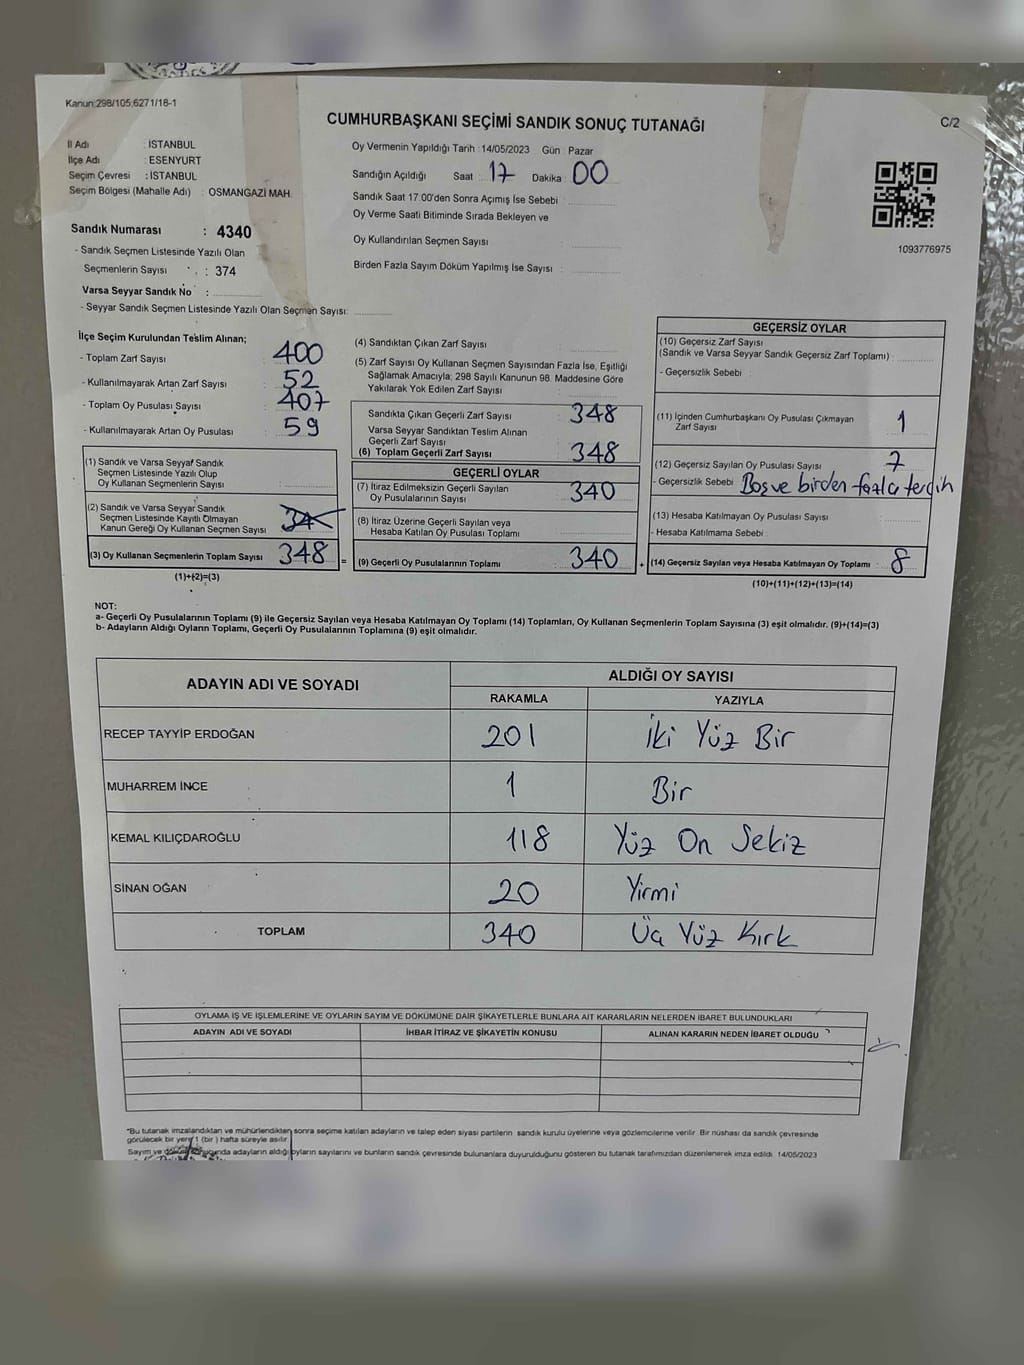 Kanun:298/105;6271/18-1
CUMHURBAŞKANI SEÇİMİ SANDIK SONUÇ TUTANAĞI
C/2
İl Adı : İSTANBUL
İlçe Adı : ESENYURT
Seçim Çevresi : İSTANBUL
Seçim Bölgesi (Mahalle Adı) : OSMANGAZİ MAH.
Oy Vermenin Yapıldığı Tarih : 14/05/2023 Gün : Pazar
Sandığın Açıldığı Saat : 17 Dakika : 00
Sandık Saat 17:00'den Sonra Açımış İse Sebebi :
Oy Verme Saati Bitiminde Sırada Bekleyen ve
Oy Kullandırılan Seçmen Sayısı :
Birden Fazla Sayım Döküm Yapılmış İse Sayısı :
1093776975
Sandık Numarası : 4340
- Sandık Seçmen Listesinde Yazılı Olan
Seçmenlerin Sayısı : 374
Varsa Seyyar Sandık No :
- Seyyar Sandık Seçmen Listesinde Yazılı Olan Seçmen Sayısı:
İlçe Seçim Kurulundan Teslim Alınan;
- Toplam Zarf Sayısı : 400
- Kullanılmayarak Artan Zarf Sayısı : 52
- Toplam Oy Pusulası Sayısı : 407
- Kullanılmayarak Artan Oy Pusulası : 59
(1) Sandık ve Varsa Seyyar Sandık
Seçmen Listesinde Yazılı Olup
Oy Kullanan Seçmenlerin Sayısı :
(2) Sandık ve Varsa Seyyar Sandık
Seçmen Listesinde Kayıtlı Olmayan
Kanun Gereği Oy Kullanan Seçmen Sayısı :
(3) Oy Kullanan Seçmenlerin Toplam Sayısı : 348 =
(1)+(2)=(3)
(4) Sandıktan Çıkan Zarf Sayısı :
(5) Zarf Sayısı Oy Kullanan Seçmen Sayısından Fazla İse, Eşitliği
Sağlamak Amacıyla; 298 Sayılı Kanunun 98. Maddesine Göre
Yakılarak Yok Edilen Zarf Sayısı :
Sandıkta Çıkan Geçerli Zarf Sayısı : 348
Varsa Seyyar Sandıktan Teslim Alınan
Geçerli Zarf Sayısı :
(6) Toplam Geçerli Zarf Sayısı : 348
GEÇERLİ OYLAR
(7) İtiraz Edilmeksizin Geçerli Sayılan
Oy Pusulalarının Sayısı : 340
(8) İtiraz Üzerine Geçerli Sayılan veya
Hesaba Katılan Oy Pusulası Toplamı :
(9) Geçerli Oy Pusulalarının Toplamı : 340 +
GEÇERSİZ OYLAR
(10) Geçersiz Zarf Sayısı
(Sandık ve Varsa Seyyar Sandık Geçersiz Zarf Toplamı) :
- Geçersizlik Sebebi :
(11) İçinden Cumhurbaşkanı Oy Pusulası Çıkmayan
Zarf Sayısı : 1
(12) Geçersiz Sayılan Oy Pusulası Sayısı : 7
- Geçersizlik Sebebi : Boş ve birden fazla tercih
(13) Hesaba Katılmayan Oy Pusulası Sayısı :
- Hesaba Katılmama Sebebi :
(14) Geçersiz Sayılan veya Hesaba Katılmayan Oy Toplamı : 8
(10)+(11)+(12)+(13)=(14)
NOT:
a- Geçerli Oy Pusulalarının Toplamı (9) ile Geçersiz Sayılan veya Hesaba Katılmayan Oy Toplamı (14) Toplamları, Oy Kullanan Seçmenlerin Toplam Sayısına (3) eşit olmalıdır. (9)+(14)=(3)
b- Adayların Aldığı Oyların Toplamı, Geçerli Oy Pusulalarının Toplamına (9) eşit olmalıdır.
ADAYIN ADI VE SOYADI
ALDIĞI OY SAYISI
RAKAMLA YAZIYLA
RECEP TAYYİP ERDOĞAN 201 İki Yüz Bir
MUHARREM İNCE 1 Bir
KEMAL KILIÇDAROĞLU 118 Yüz On Sekiz
SİNAN OĞAN 20 Yirmi
TOPLAM 340 Üç Yüz Kırk
OYLAMA İŞ VE İŞLEMLERİNE VE OYLARIN SAYIM VE DÖKÜMÜNE DAİR ŞİKAYETLERLE BUNLARA AİT KARARLARIN NELERDEN İBARET BULUNDUKLARI
ADAYIN ADI VE SOYADI İHBAR İTİRAZ VE ŞİKAYETİN KONUSU ALINAN KARARIN NEDEN İBARET OLDUĞU
*Bu tutanak imzalandıktan ve mühürlendikten sonra seçime katılan adayların ve talep eden siyasi partilerin sandık kurulu üyelerine veya gözlemcilerine verilir. Bir nüshası da sandık çevresinde
görülecek bir yere 1 (bir) hafta süreyle asılır.
Sayım ve adayların aldığı oyların sayılarını ve bunların sandık çevresinde bulunanlara duyurulduğunu gösteren bu tutanak tarafımızdan düzenlenerek imza edildi. 14/05/2023